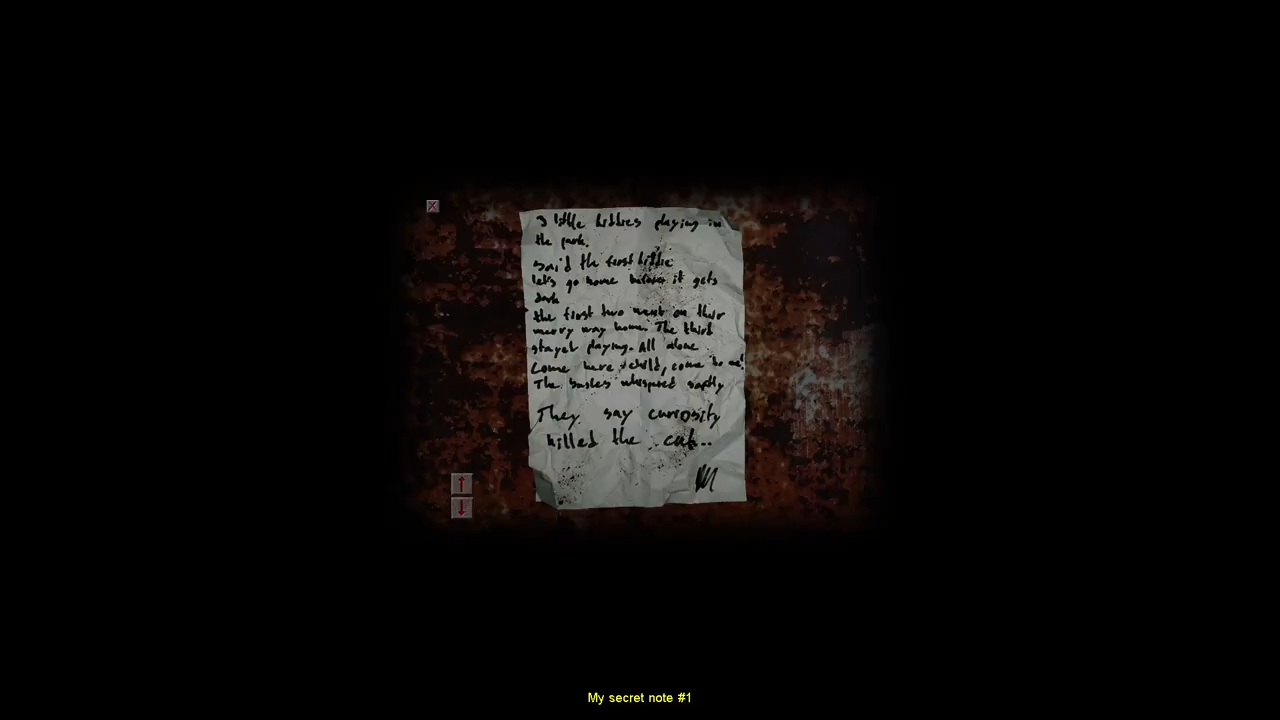 3 little kiddies playing in
the park.
Said the first kiddie
let's go home before it gets
dark
the first two went on their
merry way home. The third
stayed playing. All alone
Come here child, come to me!
The bushes whispered softly
They say curiosity
killed the cat..
X
My secret note #1